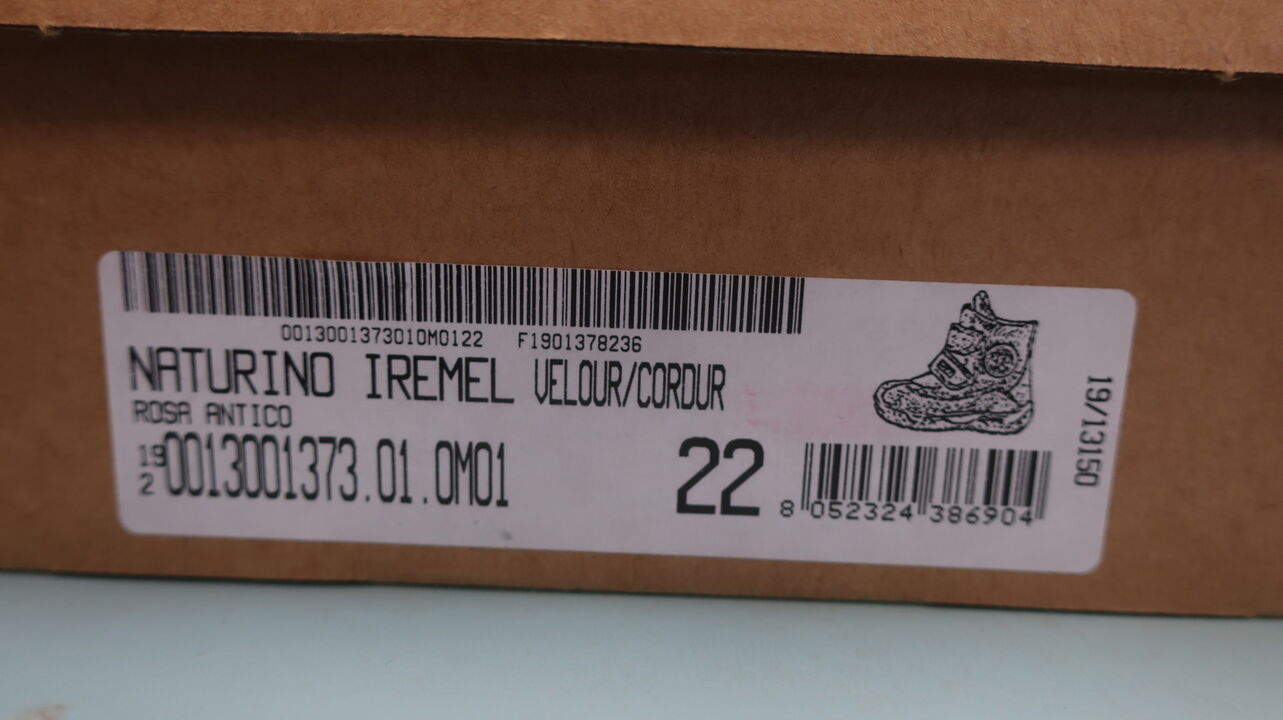 0013001373010M0122 F1901378236
NATURINO IREMEL VELOUR/CORDUR
ROSA ANTICO
19
2
0013001373.01.0M01
22
8 052324 386904
19/13150